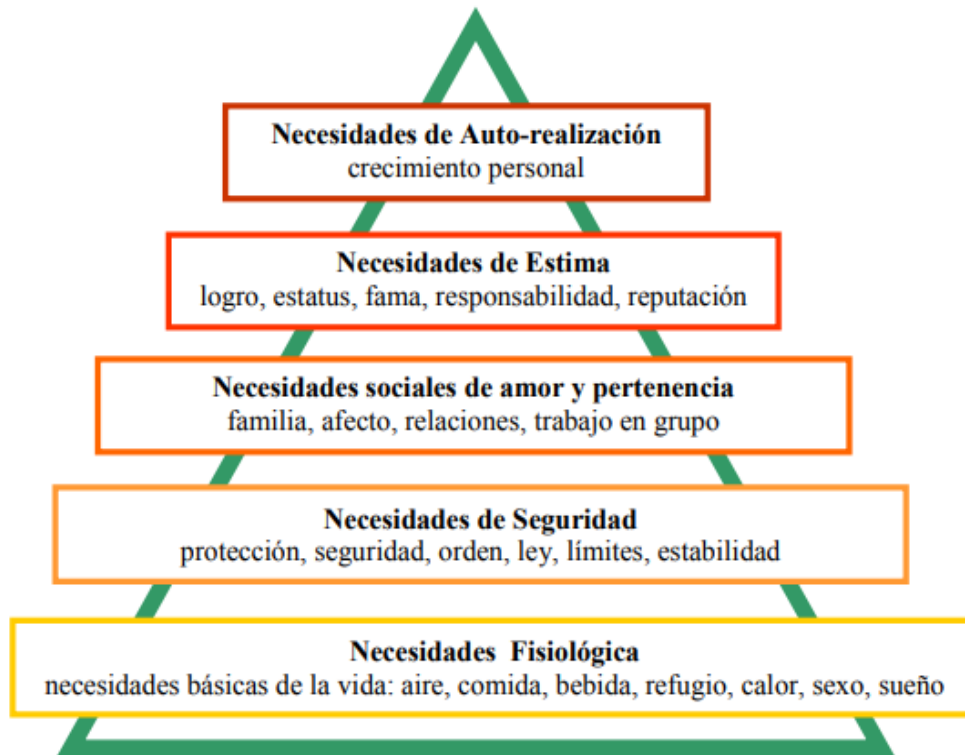 Necesidades de Auto-realización
crecimiento personal
Necesidades de Estima
logro, estatus, fama, responsabilidad, reputación
Necesidades sociales de amor y pertenencia
familia, afecto, relaciones, trabajo en grupo
Necesidades de Seguridad
protección, seguridad, orden, ley, límites, estabilidad
Necesidades Fisiológica
necesidades básicas de la vida: aire, comida, bebida, refugio, calor, sexo, sueño